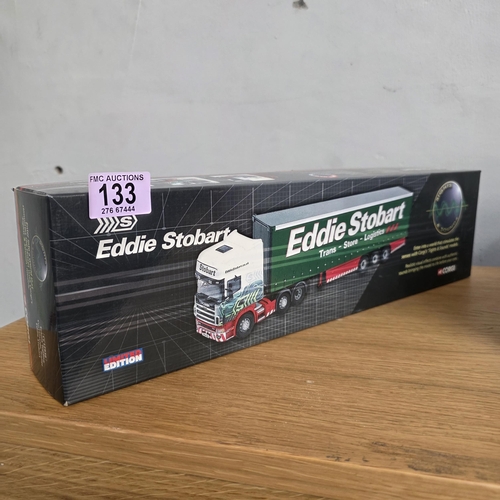 FMC AUCTIONS
133
276 67444
Eddie Stobart
Stobart
Eddie Stobart
Trans - Store - Logistics
LIMITED
EDITION
CORGI